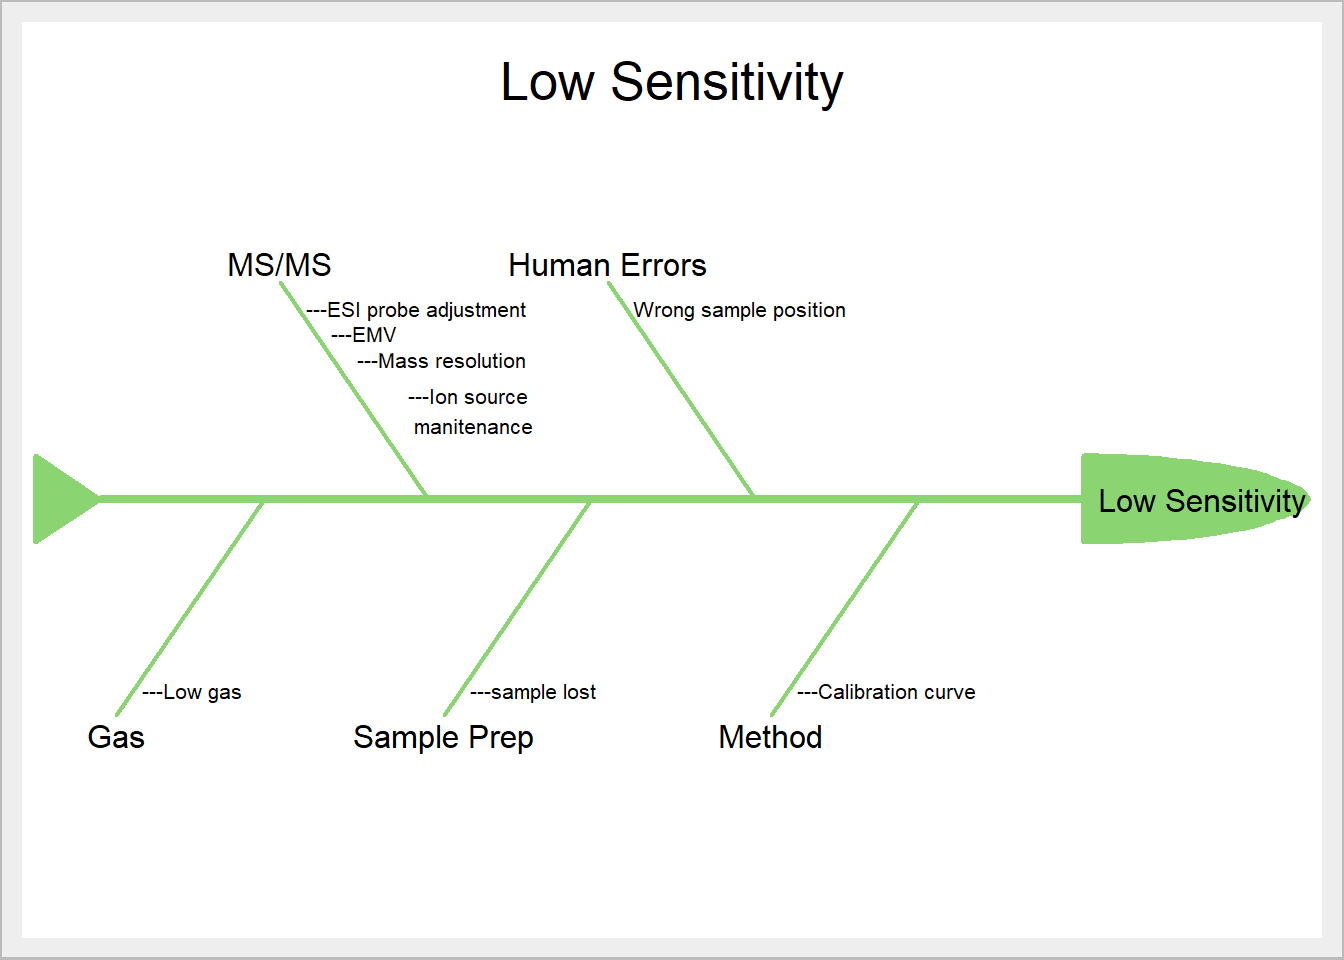 Low Sensitivity
MS/MS
Human Errors
---ESI probe adjustment
Wrong sample position
---EMV
---Mass resolution
---Ion source
manitenance
Low Sensitivity
---Low gas
---sample lost
---Calibration curve
Gas
Sample Prep
Method